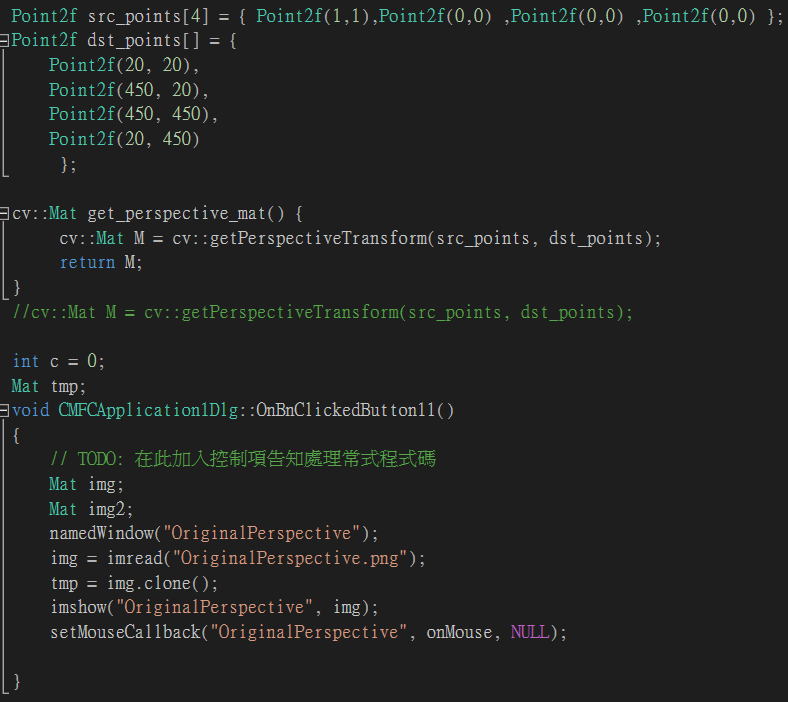 Point2f src_points[4] = { Point2f(1,1),Point2f(0,0) ,Point2f(0,0) ,Point2f(0,0) };
Point2f dst_points[] = {
    Point2f(20, 20),
    Point2f(450, 20),
    Point2f(450, 450),
    Point2f(20, 450)
     };

cv::Mat get_perspective_mat() {
     cv::Mat M = cv::getPerspectiveTransform(src_points, dst_points);
     return M;
}
//cv::Mat M = cv::getPerspectiveTransform(src_points, dst_points);

int c = 0;
Mat tmp;
void CMFCApplication1Dlg::OnBnClickedButton11()
{
    // TODO: 在此加入控制項告知處理常式程式碼
    Mat img;
    Mat img2;
    namedWindow("OriginalPerspective");
    img = imread("OriginalPerspective.png");
    tmp = img.clone();
    imshow("OriginalPerspective", img);
    setMouseCallback("OriginalPerspective", onMouse, NULL);

}